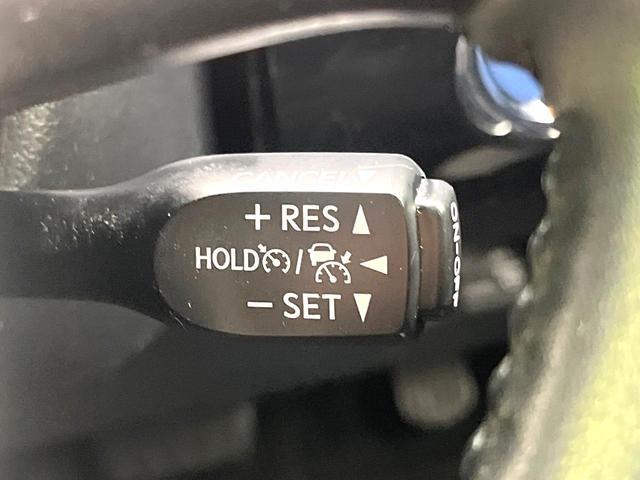 CANCEL ▼
+ RES ▲
HOLD / ◀
− SET ▼
ON-OFF